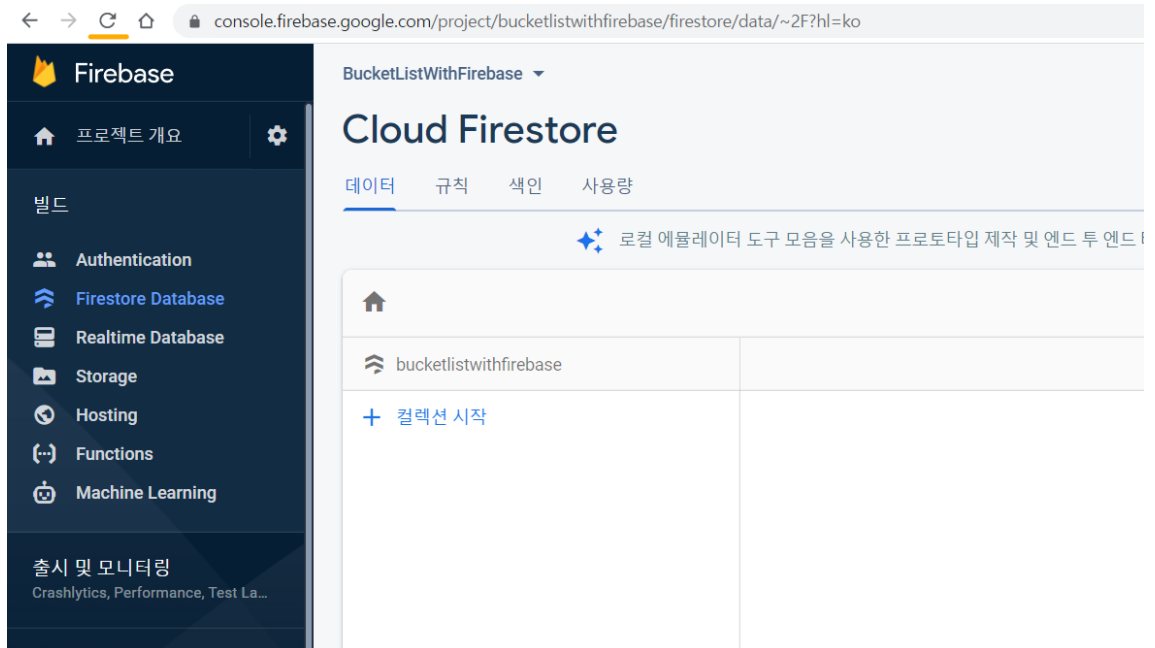 console.firebase.google.com/project/bucketlistwithfirebase/firestore/data/~2F?hl=ko
Firebase
프로젝트 개요
빌드
Authentication
Firestore Database
Realtime Database
Storage
Hosting
Functions
Machine Learning
출시 및 모니터링
Crashlytics, Performance, Test La...
BucketListWithFirebase
Cloud Firestore
데이터 규칙 색인 사용량
로컬 에뮬레이터 도구 모음을 사용한 프로토타입 제작 및 엔드 투 엔드
bucketlistwithfirebase
+ 컬렉션 시작